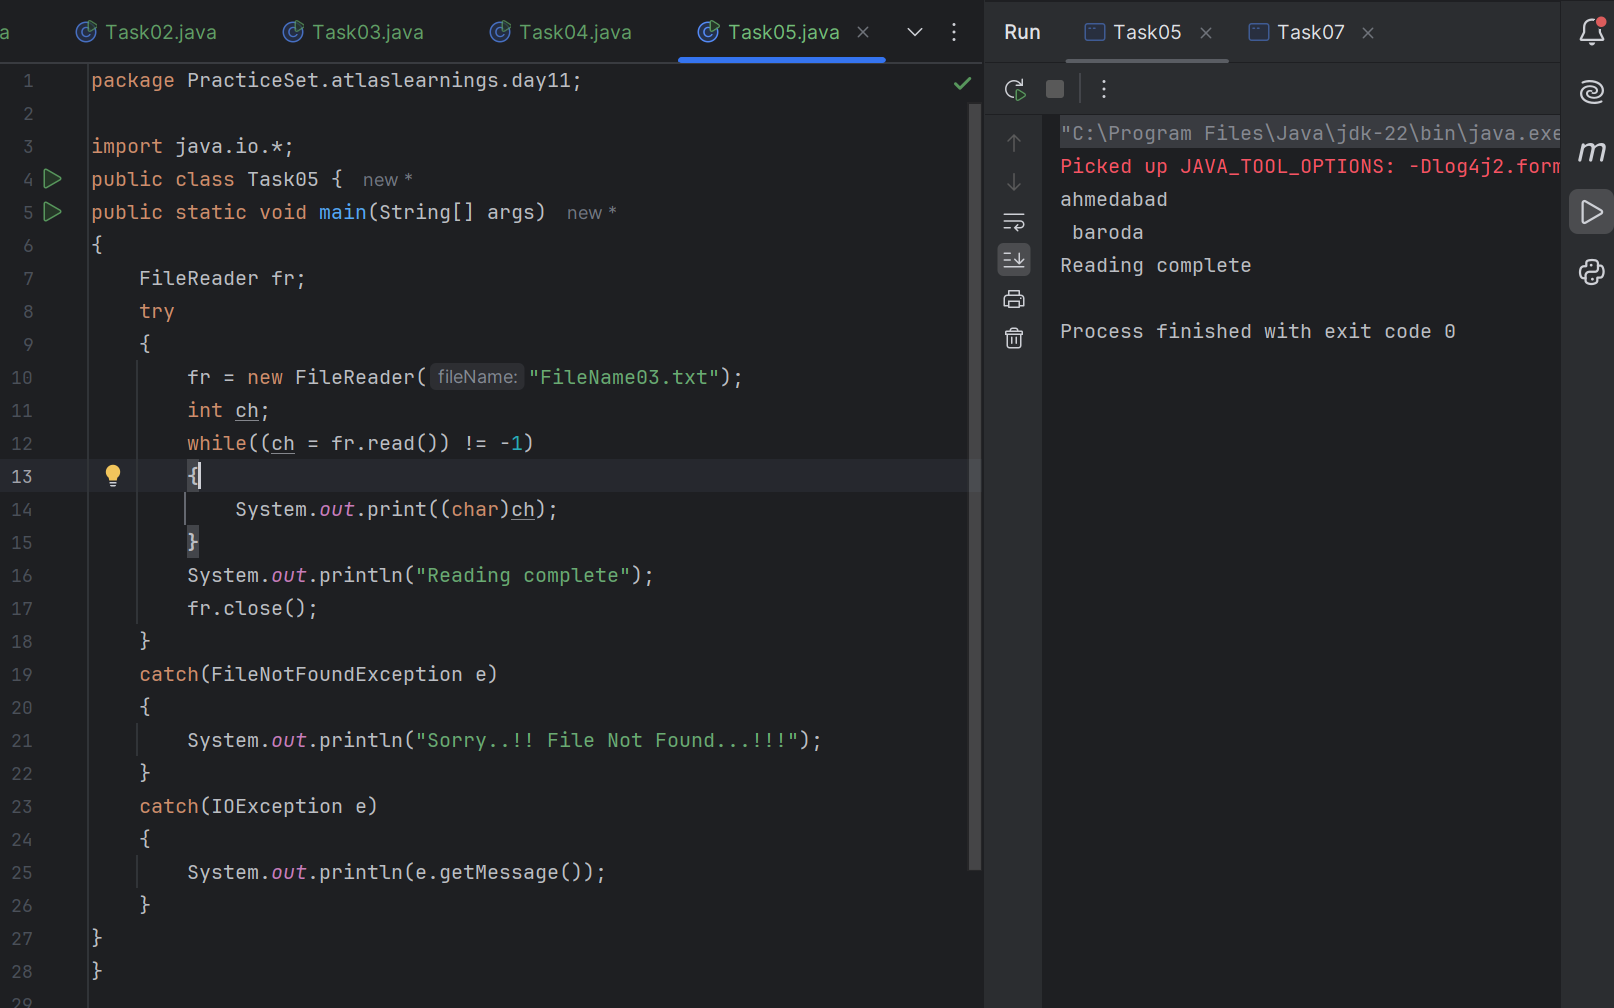 a Task02.java Task03.java Task04.java Task05.java
1 package PracticeSet.atlaslearnings.day11;
2
3 import java.io.*;
4 public class Task05 { new *
5 public static void main(String[] args) new *
6 {
7 FileReader fr;
8 try
9 {
10 fr = new FileReader( fileName: "FileName03.txt");
11 int ch;
12 while((ch = fr.read()) != -1)
13 {
14 System.out.print((char)ch);
15 }
16 System.out.println("Reading complete");
17 fr.close();
18 }
19 catch(FileNotFoundException e)
20 {
21 System.out.println("Sorry..!! File Not Found...!!!");
22 }
23 catch(IOException e)
24 {
25 System.out.println(e.getMessage());
26 }
27 }
28 }
29
Run Task05 Task07
"C:\Program Files\Java\jdk-22\bin\java.exe
Picked up JAVA_TOOL_OPTIONS: -Dlog4j2.form
ahmedabad
baroda
Reading complete
Process finished with exit code 0
m